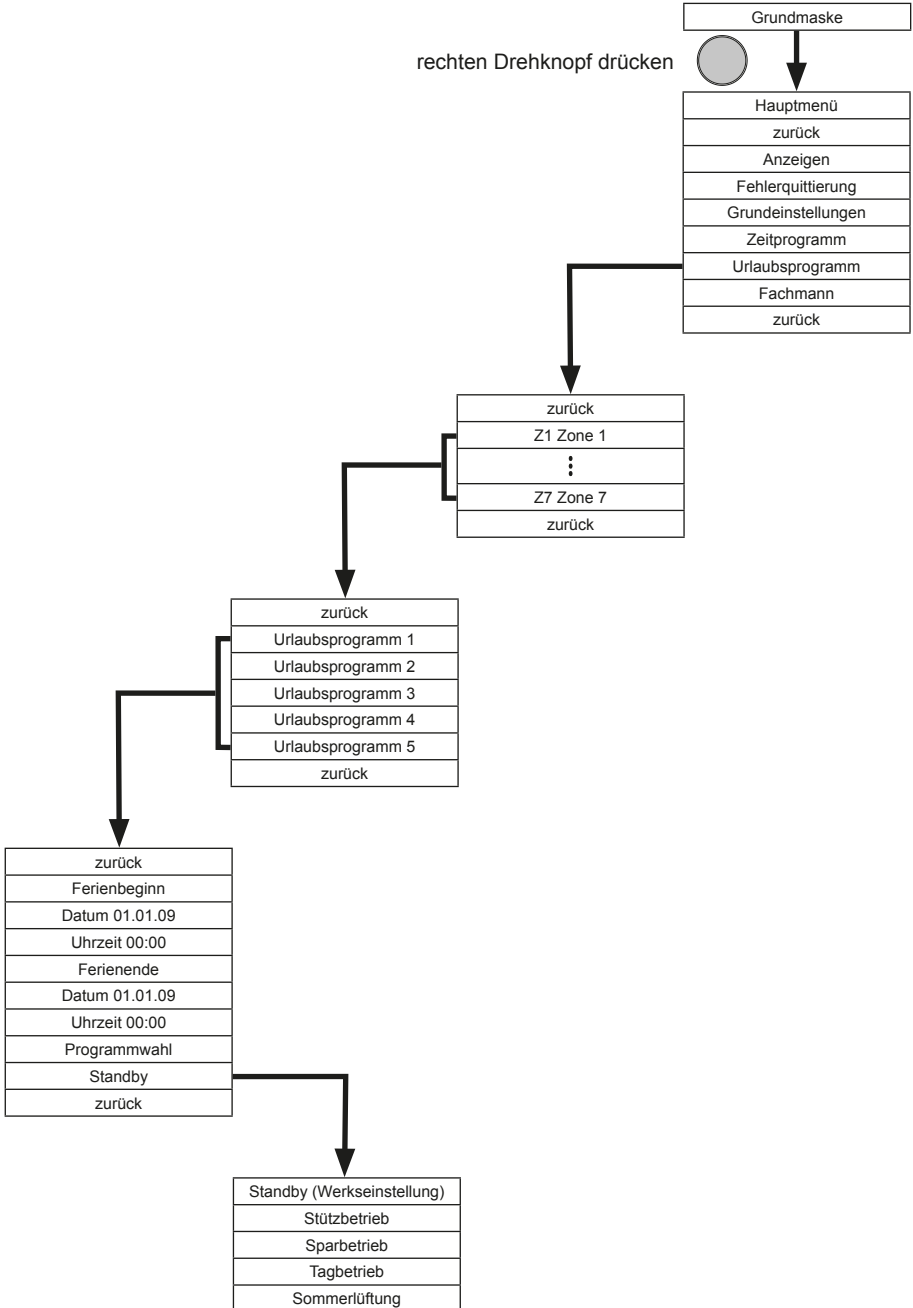 Grundmaske
rechten Drehknopf drücken
Hauptmenü
zurück
Anzeigen
Fehlerquittierung
Grundeinstellungen
Zeitprogramm
Urlaubsprogramm
Fachmann
zurück
zurück
Z1 Zone 1
Z7 Zone 7
zurück
zurück
Urlaubsprogramm 1
Urlaubsprogramm 2
Urlaubsprogramm 3
Urlaubsprogramm 4
Urlaubsprogramm 5
zurück
zurück
Ferienbeginn
Datum 01.01.09
Uhrzeit 00:00
Ferienende
Datum 01.01.09
Uhrzeit 00:00
Programmwahl
Standby
zurück
Standby (Werkseinstellung)
Stützbetrieb
Sparbetrieb
Tagbetrieb
Sommerlüftung